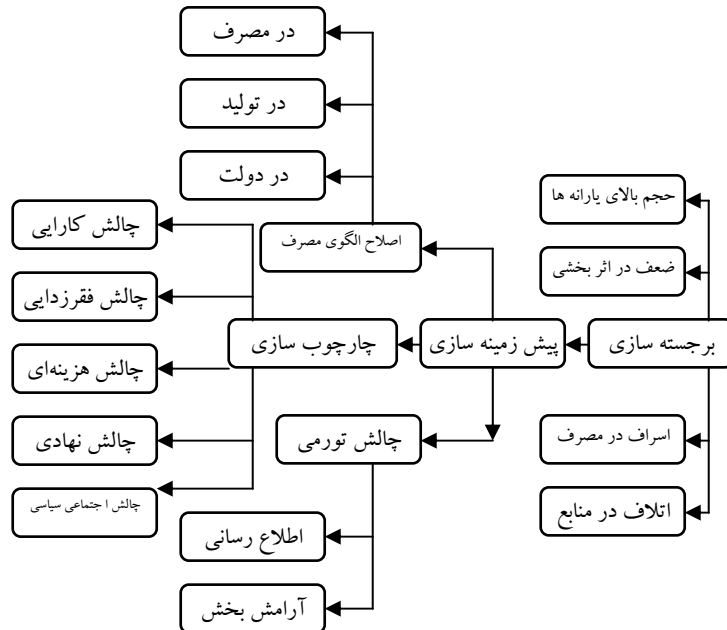 در مصرف
در تولید
در دولت
حجم بالای یارانه ها
چالش کارایی
اصلاح الگوی مصرف
ضعف در اثر بخشی
چالش فقرزدایی
برجسته سازی
پیش زمینه سازی
چارچوب سازی
چالش هزینه‌ای
اسراف در مصرف
چالش تورمی
چالش نهادی
اتلاف در منابع
چالش ا جتماعی سیاسی
اطلاع رسانی
آرامش بخش